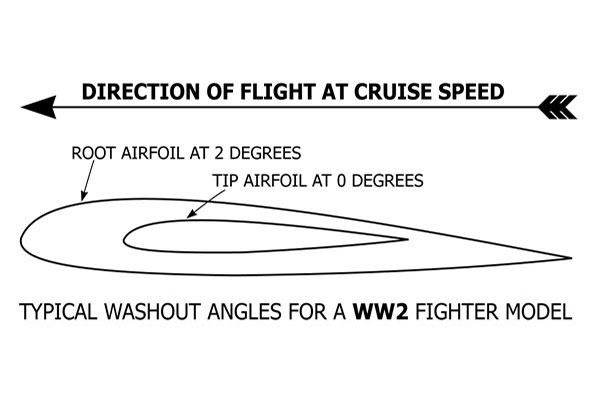 DIRECTION OF FLIGHT AT CRUISE SPEED
ROOT AIRFOIL AT 2 DEGREES
TIP AIRFOIL AT 0 DEGREES
TYPICAL WASHOUT ANGLES FOR A WW2 FIGHTER MODEL